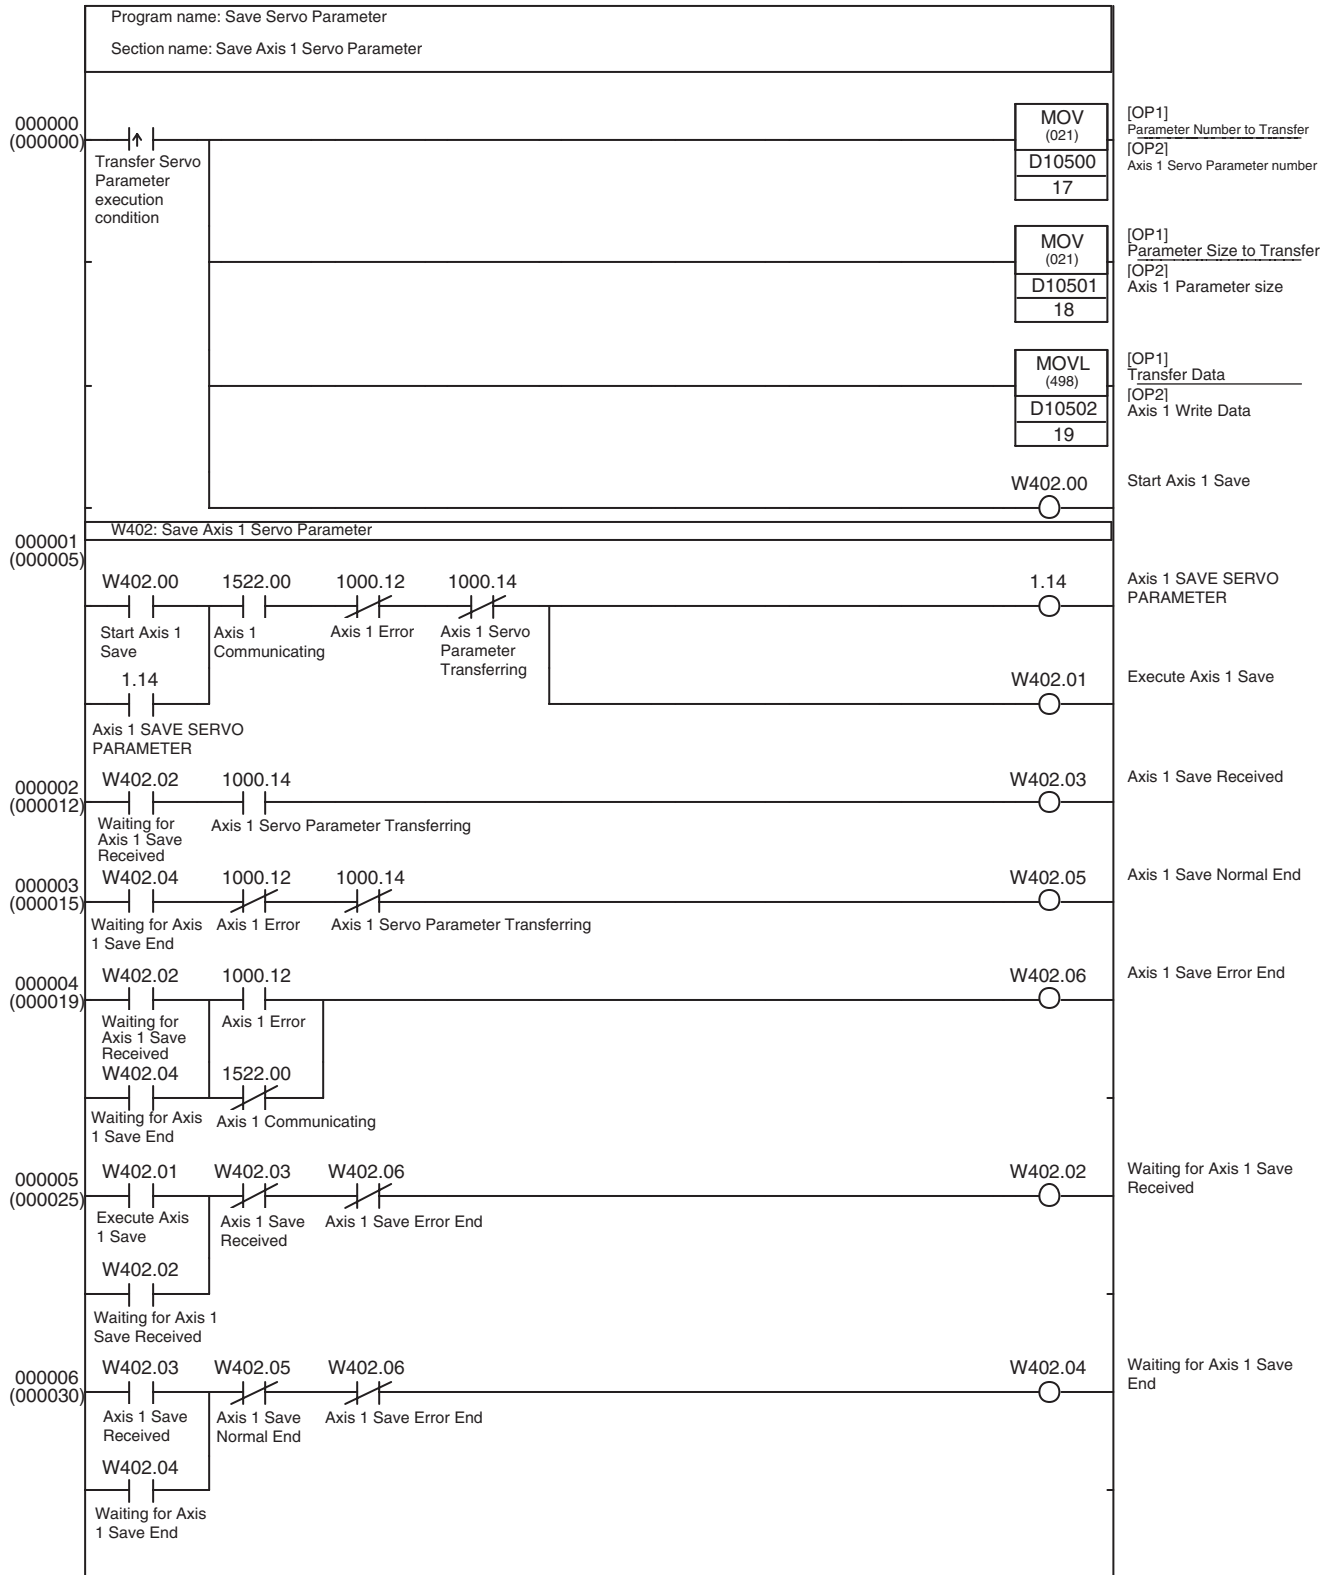 Program name: Save Servo Parameter
Section name: Save Axis 1 Servo Parameter
000000
(000000)
Transfer Servo
Parameter
execution
condition
MOV
(021)
D10500
17
[OP1]
Parameter Number to Transfer
[OP2]
Axis 1 Servo Parameter number
MOV
(021)
D10501
18
[OP1]
Parameter Size to Transfer
[OP2]
Axis 1 Parameter size
MOVL
(498)
D10502
19
[OP1]
Transfer Data
[OP2]
Axis 1 Write Data
W402.00
Start Axis 1 Save
W402: Save Axis 1 Servo Parameter
000001
(000005)
W402.00 1522.00 1000.12 1000.14 1.14
Axis 1 SAVE SERVO
PARAMETER
Start Axis 1
Save
Axis 1
Communicating
Axis 1 Error
Axis 1 Servo
Parameter
Transferring
1.14
W402.01
Execute Axis 1 Save
Axis 1 SAVE SERVO
PARAMETER
000002
(000012)
W402.02 1000.14 W402.03
Axis 1 Save Received
Waiting for
Axis 1 Save
Received
Axis 1 Servo Parameter Transferring
000003
(000015)
W402.04 1000.12 1000.14 W402.05
Axis 1 Save Normal End
Waiting for Axis
1 Save End
Axis 1 Error
Axis 1 Servo Parameter Transferring
000004
(000019)
W402.02 1000.12 W402.06
Axis 1 Save Error End
Waiting for
Axis 1 Save
Received
Axis 1 Error
W402.04 1522.00
Waiting for Axis
1 Save End
Axis 1 Communicating
000005
(000025)
W402.01 W402.03 W402.06 W402.02
Waiting for Axis 1 Save
Received
Execute Axis
1 Save
Axis 1 Save
Received
Axis 1 Save Error End
W402.02
Waiting for Axis 1
Save Received
000006
(000030)
W402.03 W402.05 W402.06 W402.04
Waiting for Axis 1 Save
End
Axis 1 Save
Received
Axis 1 Save
Normal End
Axis 1 Save Error End
W402.04
Waiting for Axis
1 Save End